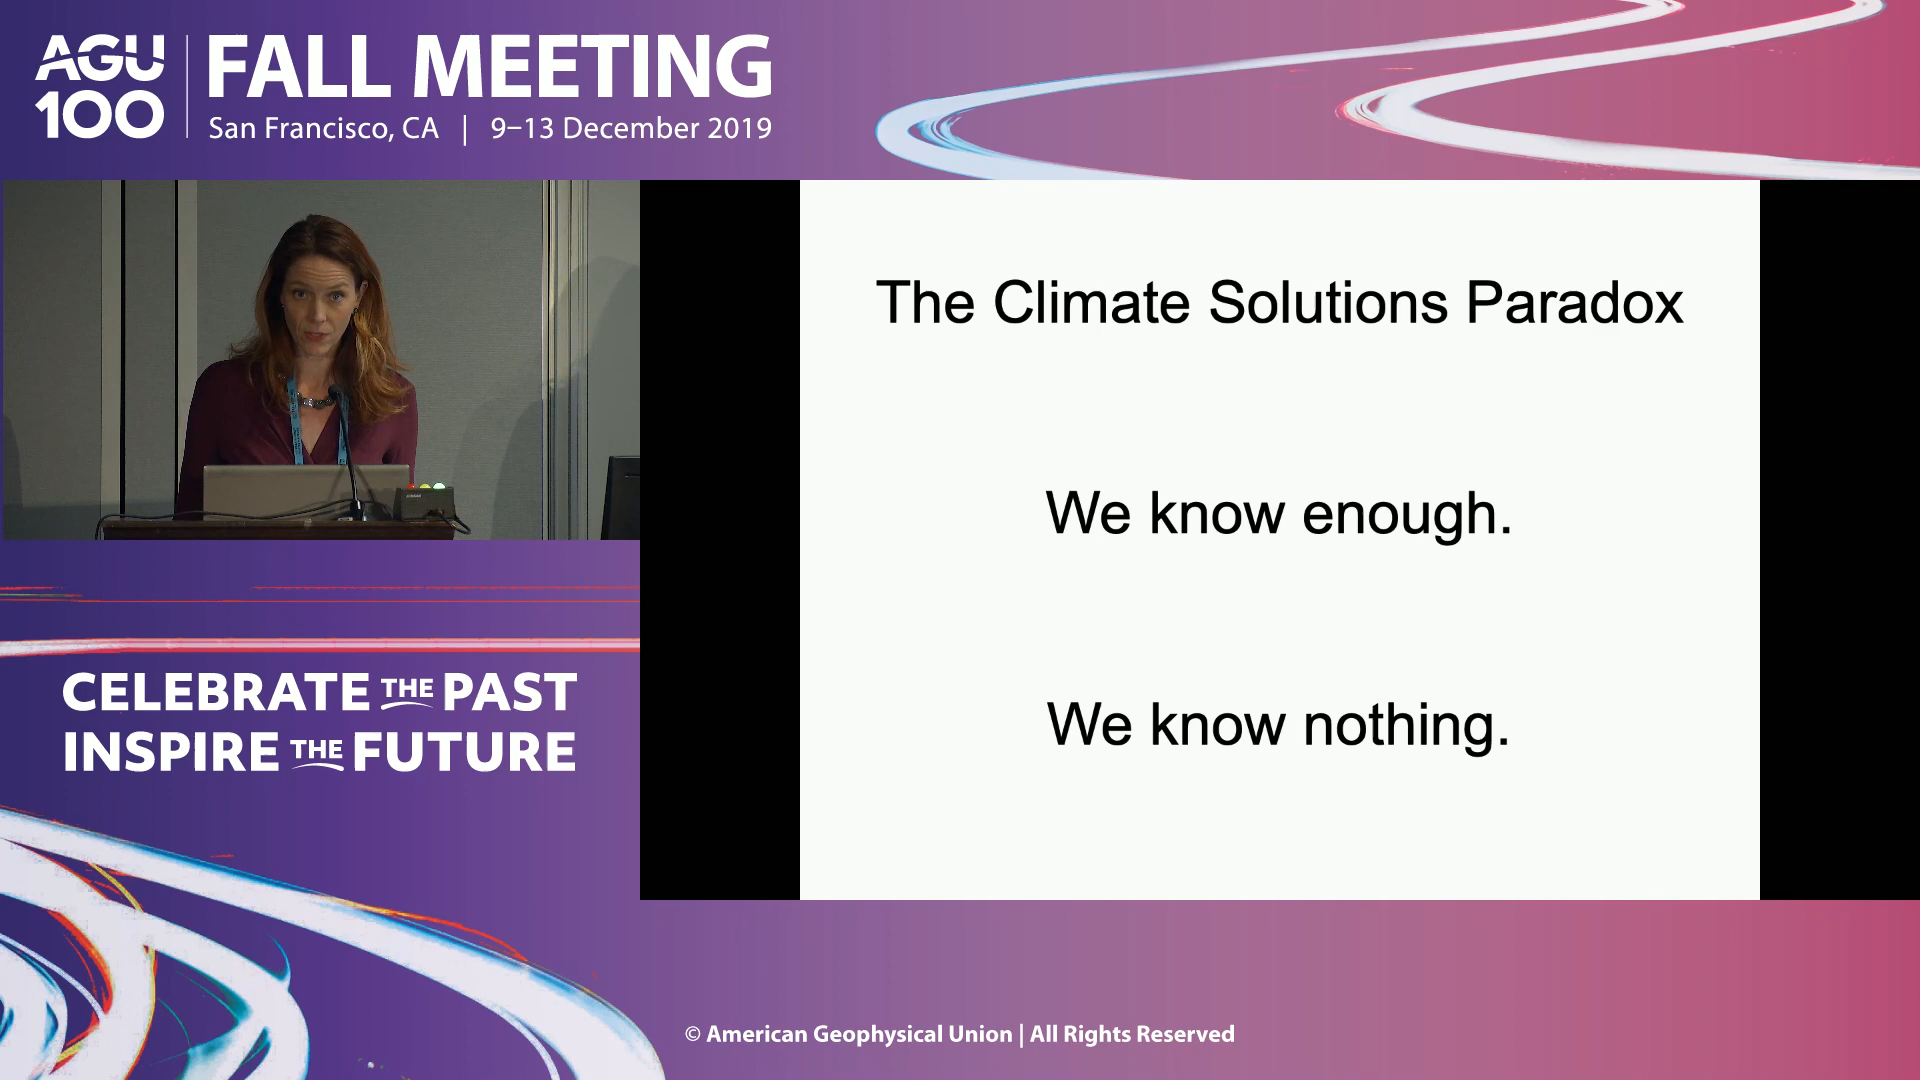 AGU
100
FALL MEETING
San Francisco, CA | 9–13 December 2019
The Climate Solutions Paradox
We know enough.
We know nothing.
CELEBRATE THE PAST
INSPIRE THE FUTURE
© American Geophysical Union | All Rights Reserved